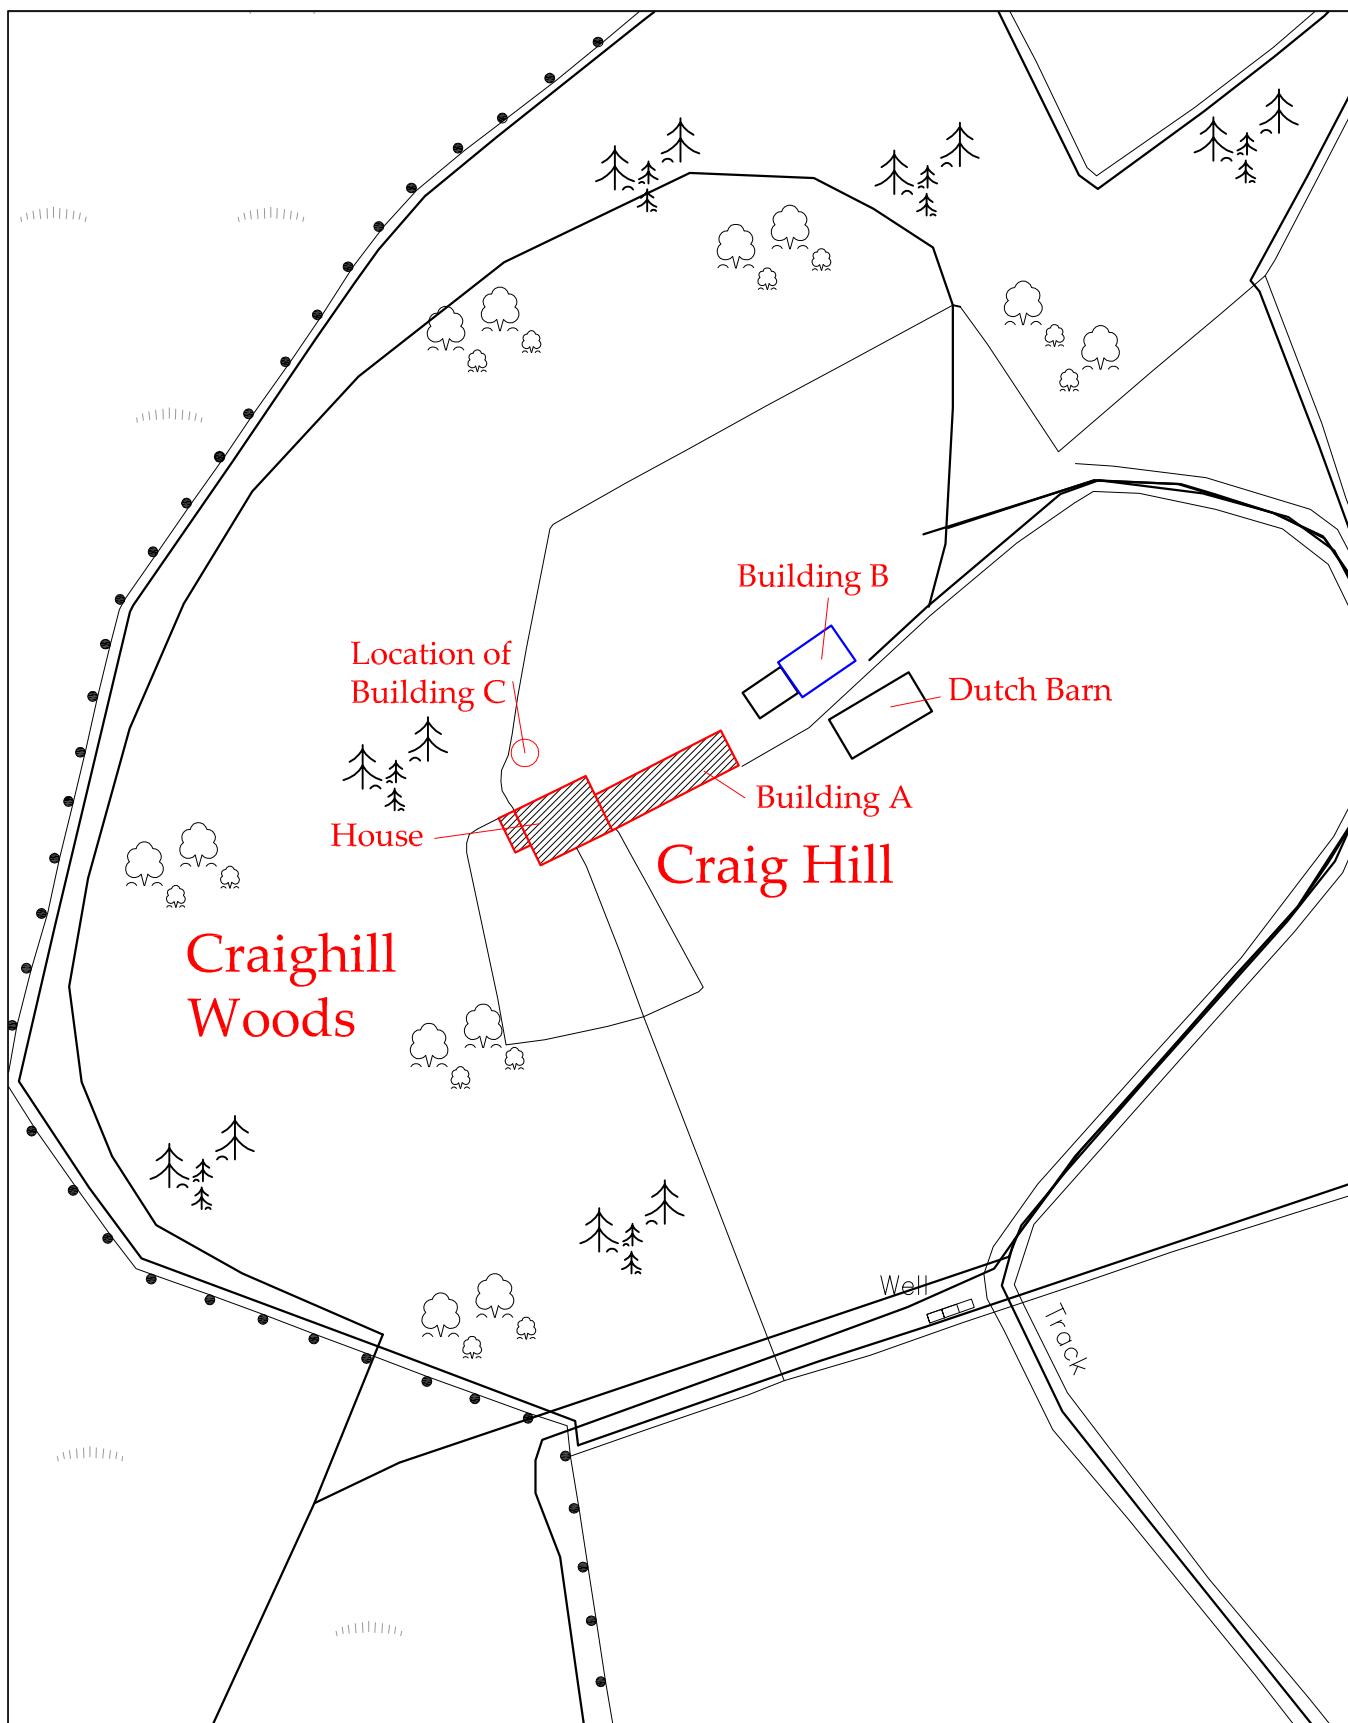 Building B
Location of
Building C
Dutch Barn
Building A
House
Craig Hill
Craighill
Woods
Well
Track